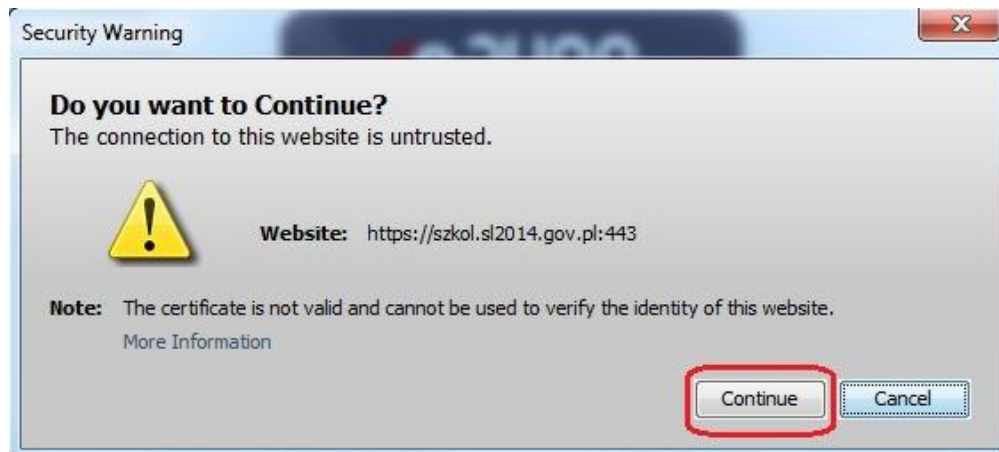 Security Warning
Do you want to Continue?
The connection to this website is untrusted.
Website: https://szkol.sl2014.gov.pl:443
Note: The certificate is not valid and cannot be used to verify the identity of this website.
More Information
Continue Cancel